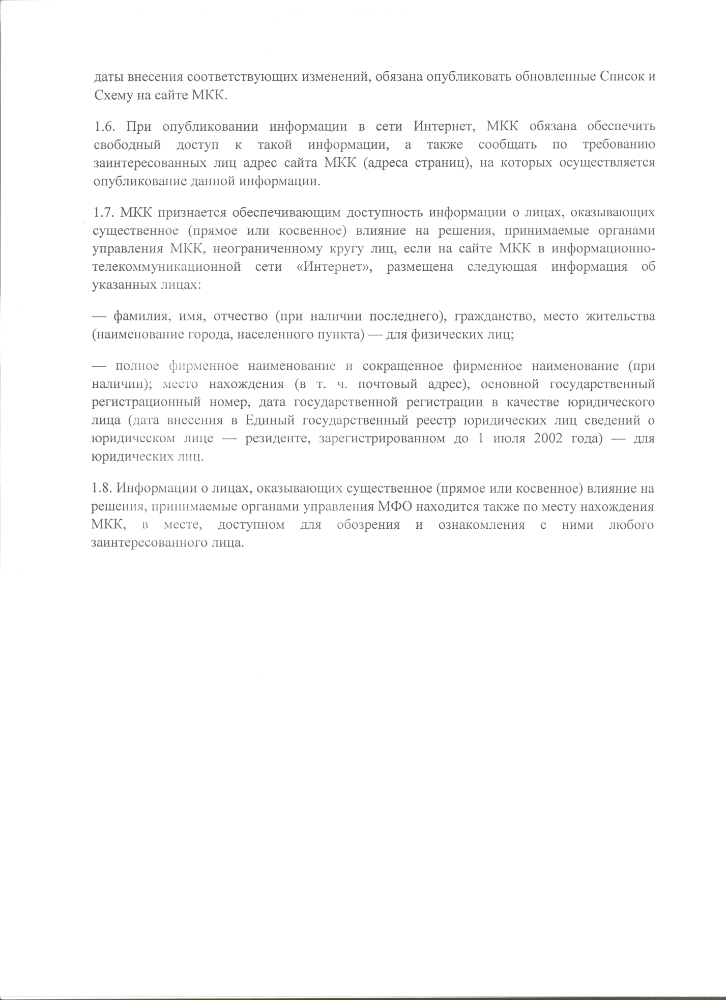 даты внесения соответствующих изменений, обязана опубликовать обновленные Список и
Схему на сайте МКК.
1.6. При опубликовании информации в сети Интернет, МКК обязана обеспечить
свободный доступ к такой информации, а также сообщать по требованию
заинтересованных лиц адрес сайта МКК (адреса страниц), на которых осуществляется
опубликование данной информации.
1.7. МКК признается обеспечивающим доступность информации о лицах, оказывающих
существенное (прямое или косвенное) влияние на решения, принимаемые органами
управления МКК, неограниченному кругу лиц, если на сайте МКК в информационно-
телекоммуникационной сети «Интернет», размещена следующая информация об
указанных лицах:
— фамилия, имя, отчество (при наличии последнего), гражданство, место жительства
(наименование города, населенного пункта) — для физических лиц;
— полное фирменное наименование и сокращенное фирменное наименование (при
наличии); место нахождения (в т. ч. почтовый адрес), основной государственный
регистрационный номер, дата государственной регистрации в качестве юридического
лица (дата внесения в Единый государственный реестр юридических лиц сведений о
юридическом лице — резиденте, зарегистрированном до 1 июля 2002 года) — для
юридических лиц.
1.8. Информации о лицах, оказывающих существенное (прямое или косвенное) влияние на
решения, принимаемые органами управления МФО находится также по месту нахождения
МКК, в месте, доступном для обозрения и ознакомления с ними любого
заинтересованного лица.